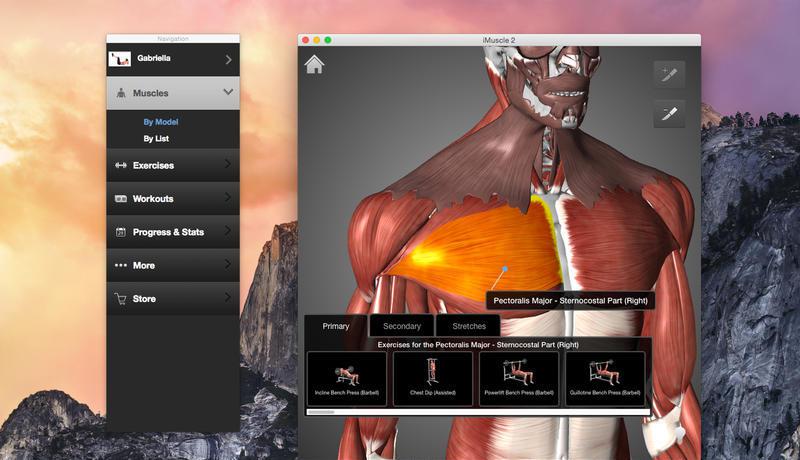 Navigation
Gabriella
Muscles
By Model
By List
Exercises
Workouts
Progress & Stats
More
Store
iMuscle 2
Pectoralis Major - Sternocostal Part (Right)
Primary
Secondary
Stretches
Exercises for the Pectoralis Major - Sternocostal Part (Right)
Incline Bench Press (Barbell)
Chest Dip (Assisted)
Powerlift Bench Press (Barbell)
Guillotine Bench Press (Barbell)